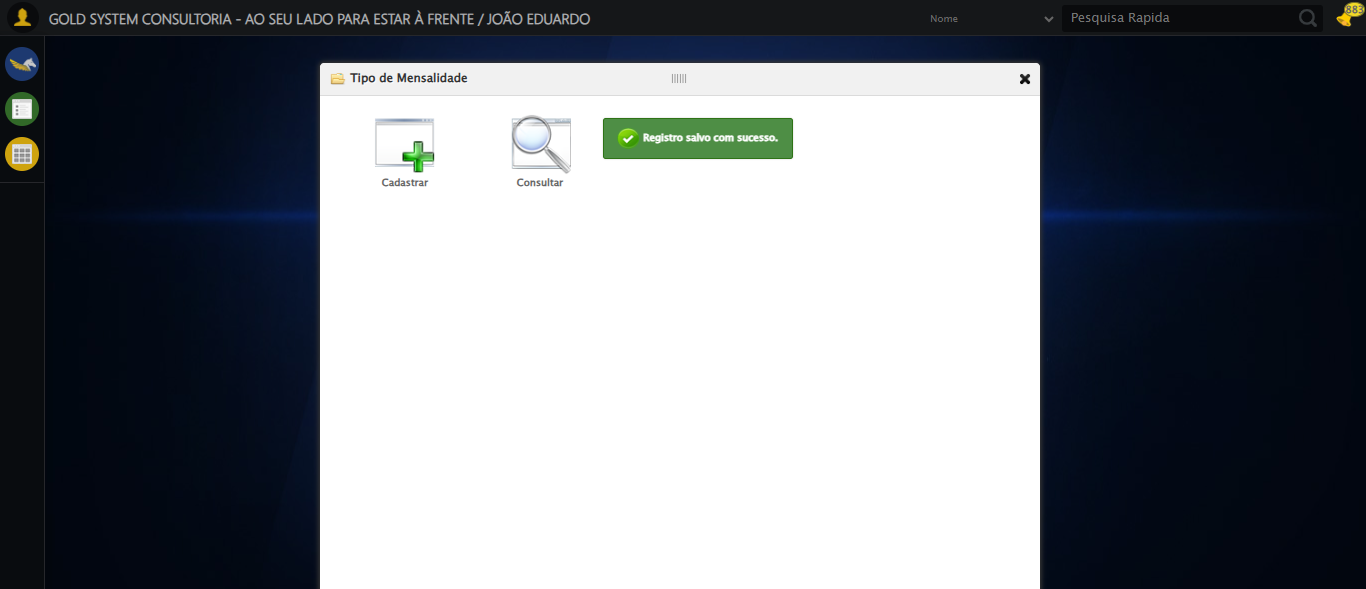 GOLD SYSTEM CONSULTORIA - AO SEU LADO PARA ESTAR À FRENTE / JOÃO EDUARDO
Nome
Pesquisa Rapida
883
Tipo de Mensalidade
Cadastrar
Consultar
Registro salvo com sucesso.